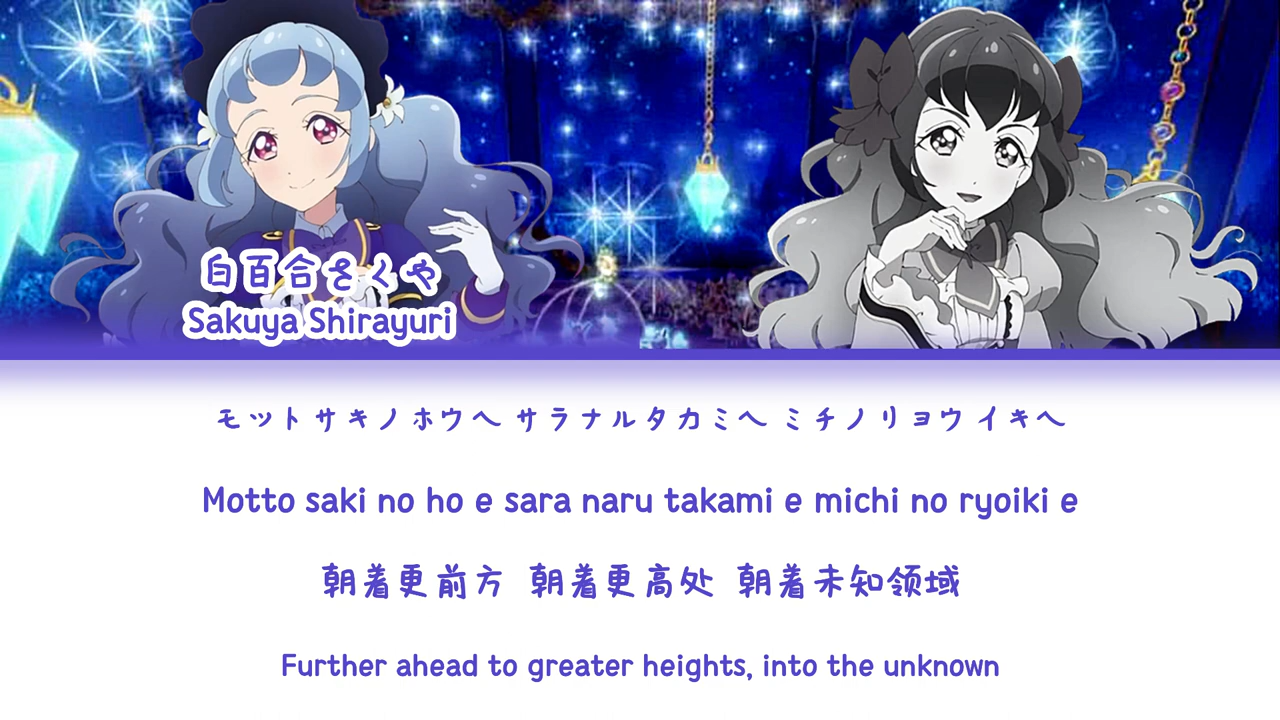 白百合さくや
Sakuya Shirayuri
モットサキノホウヘ サラナルタカミヘ ミチノリョウイキヘ
Motto saki no ho e sara naru takami e michi no ryoiki e
朝着更前方 朝着更高处 朝着未知领域
Further ahead to greater heights, into the unknown